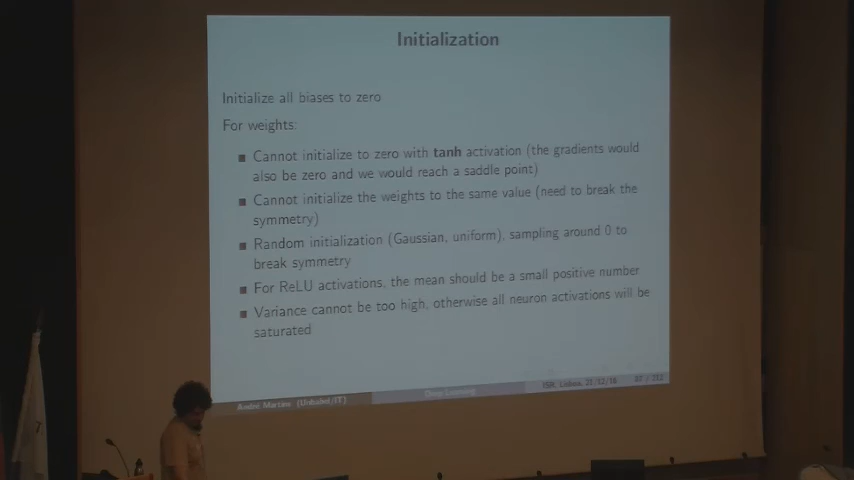 Initialization
Initialize all biases to zero
For weights:
Cannot initialize to zero with tanh activation (the gradients would
also be zero and we would reach a saddle point)
Cannot initialize the weights to the same value (need to break the
symmetry)
Random initialization (Gaussian, uniform), sampling around 0 to
break symmetry
For ReLU activations, the mean should be a small positive number
Variance cannot be too high, otherwise all neuron activations will be
saturated
André Martins (Unbabel/IT)
Deep Learning
ISR, Lisboa,